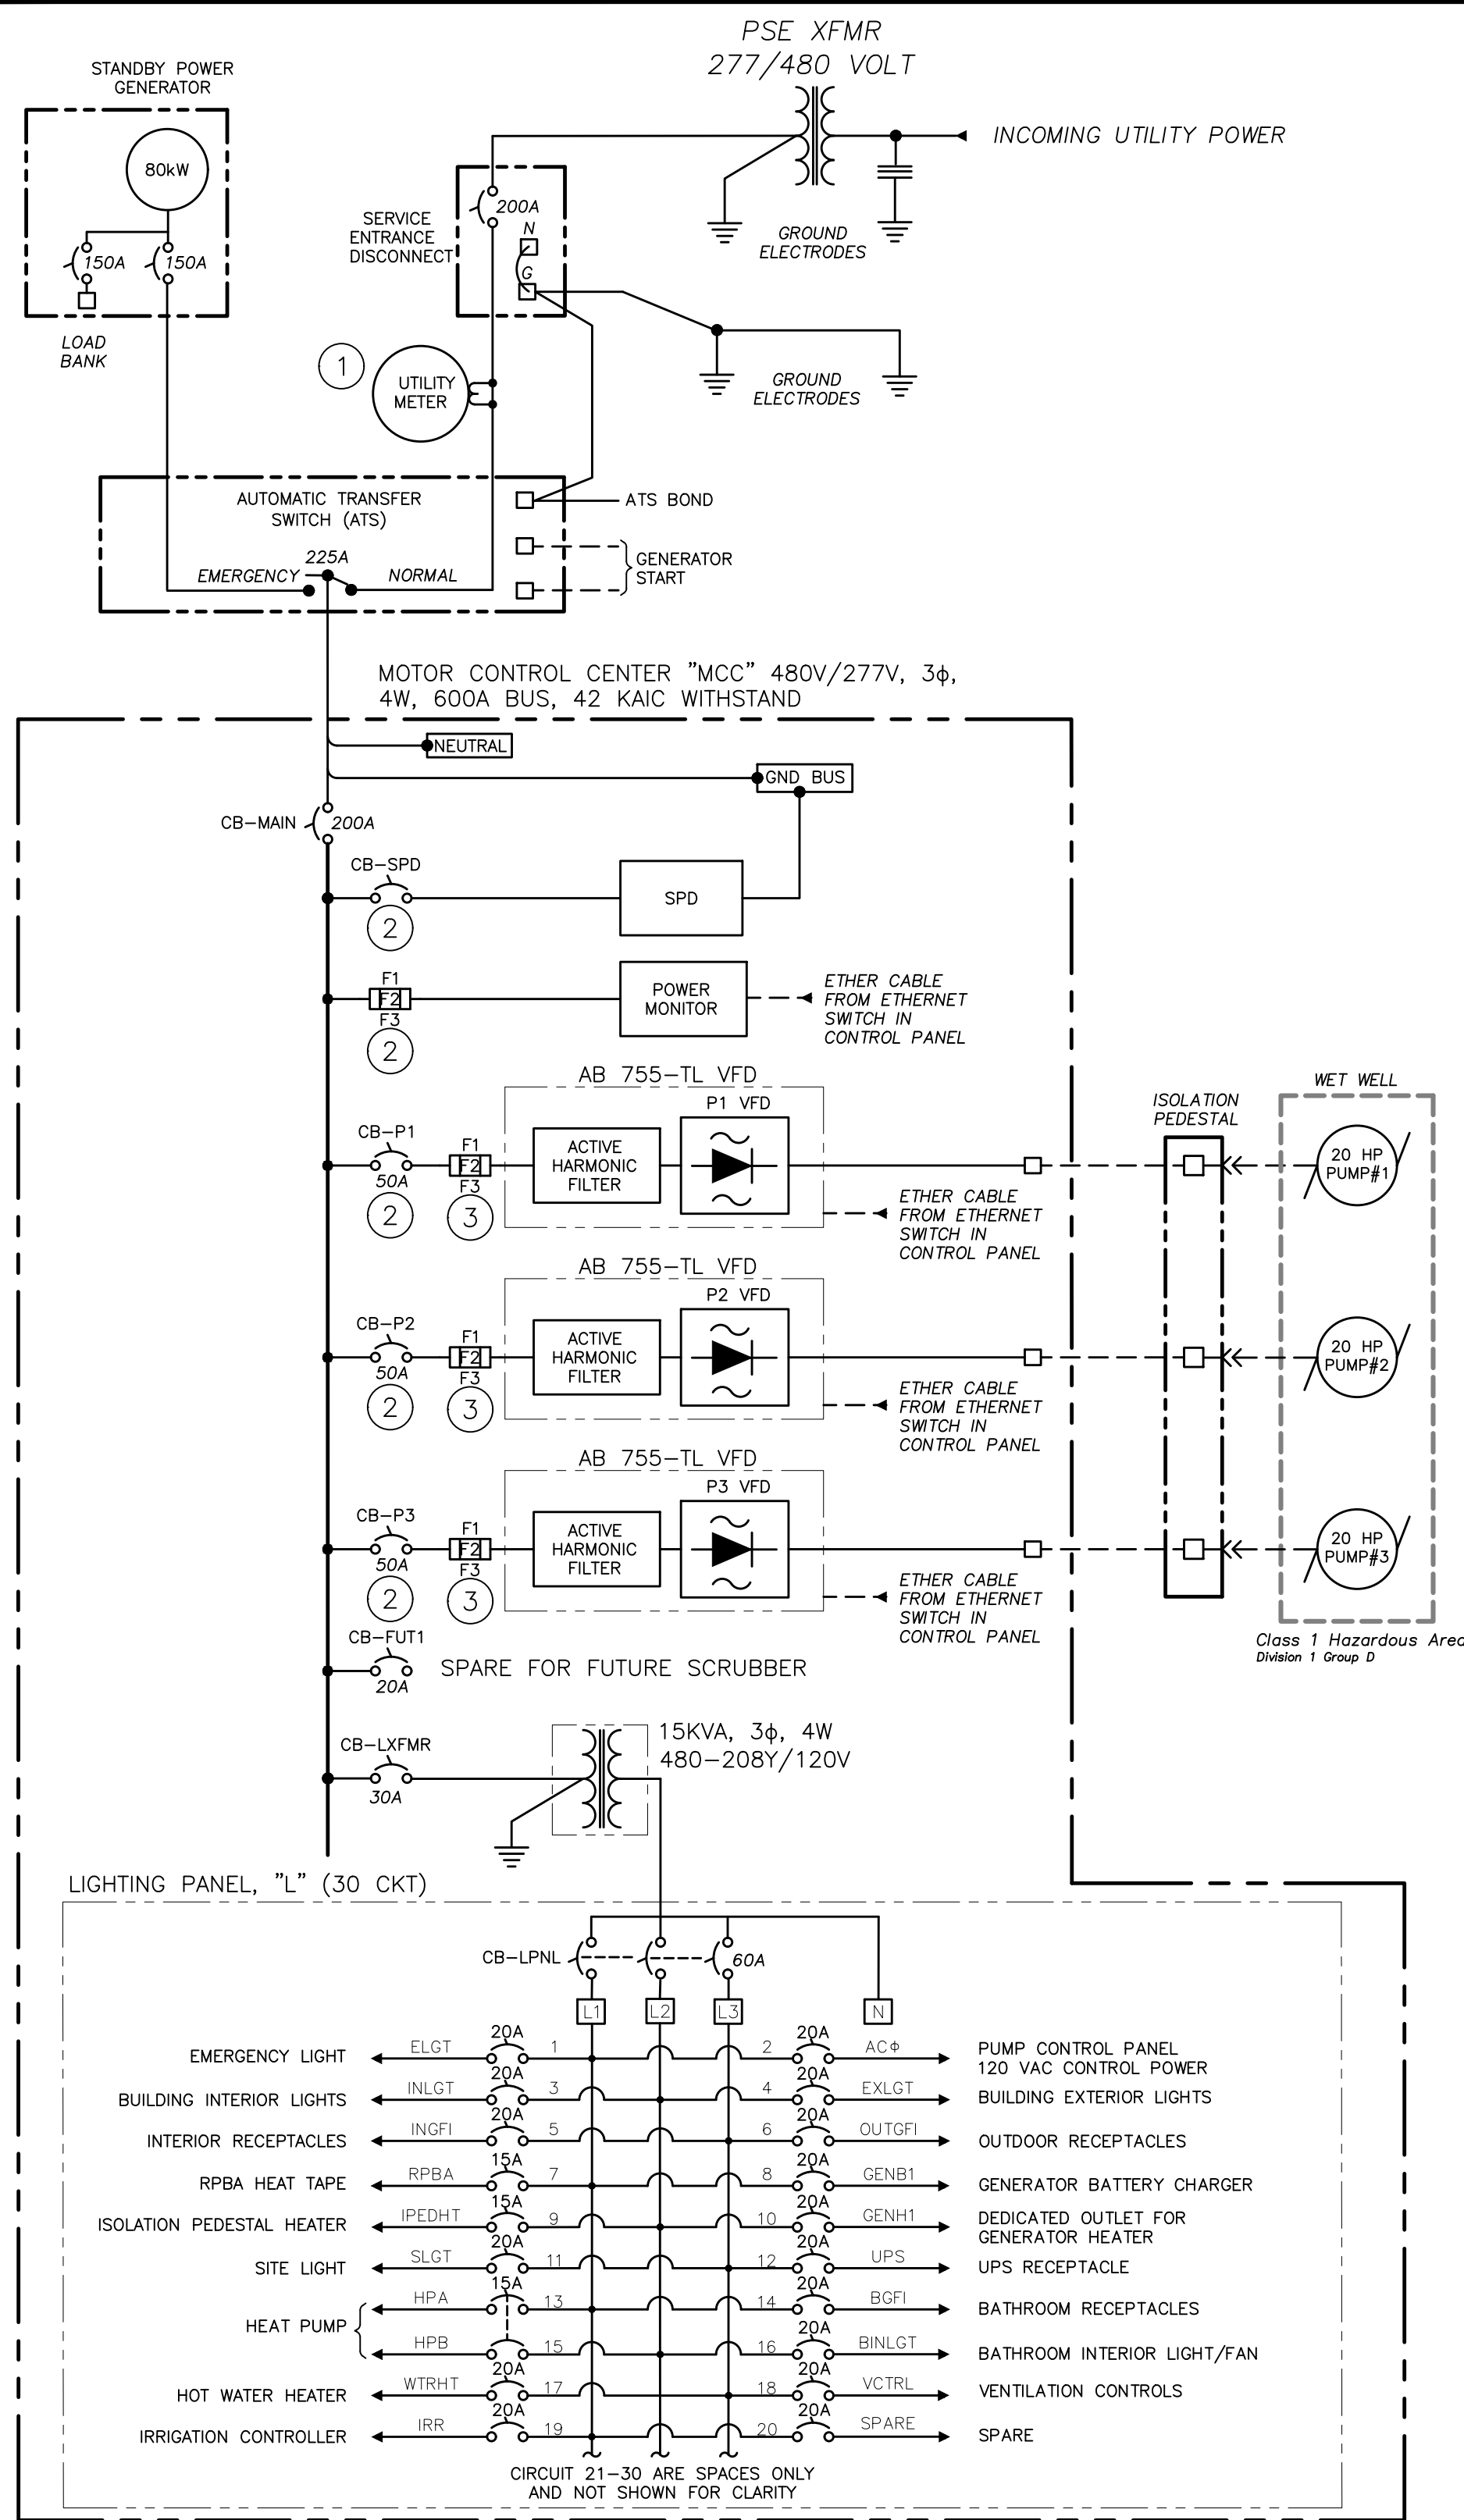 PSE XFMR
277/480 VOLT
STANDBY POWER
GENERATOR
80kW
150A
150A
LOAD
BANK
INCOMING UTILITY POWER
SERVICE
ENTRANCE
DISCONNECT
200A
N
G
GROUND
ELECTRODES
1
UTILITY
METER
GROUND
ELECTRODES
AUTOMATIC TRANSFER
SWITCH (ATS)
225A
EMERGENCY
NORMAL
ATS BOND
GENERATOR
START
MOTOR CONTROL CENTER "MCC" 480V/277V, 3ϕ,
4W, 600A BUS, 42 KAIC WITHSTAND
NEUTRAL
GND BUS
CB-MAIN
200A
CB-SPD
2
SPD
F1
F2
F3
2
POWER
MONITOR
ETHER CABLE
FROM ETHERNET
SWITCH IN
CONTROL PANEL
AB 755-TL VFD
P1 VFD
CB-P1
50A
2
F1
F2
F3
3
ACTIVE
HARMONIC
FILTER
ETHER CABLE
FROM ETHERNET
SWITCH IN
CONTROL PANEL
ISOLATION
PEDESTAL
WET WELL
20 HP
PUMP#1
AB 755-TL VFD
P2 VFD
CB-P2
50A
2
F1
F2
F3
3
ACTIVE
HARMONIC
FILTER
ETHER CABLE
FROM ETHERNET
SWITCH IN
CONTROL PANEL
20 HP
PUMP#2
AB 755-TL VFD
P3 VFD
CB-P3
50A
2
F1
F2
F3
3
ACTIVE
HARMONIC
FILTER
ETHER CABLE
FROM ETHERNET
SWITCH IN
CONTROL PANEL
20 HP
PUMP#3
Class 1 Hazardous Area
Division 1 Group D
CB-FUT1
20A
SPARE FOR FUTURE SCRUBBER
CB-LXFMR
30A
15KVA, 3ϕ, 4W
480-208Y/120V
LIGHTING PANEL, "L" (30 CKT)
CB-LPNL
60A
L1
L2
L3
N
EMERGENCY LIGHT
ELGT
20A
1
2
20A
ACΦ
PUMP CONTROL PANEL
120 VAC CONTROL POWER
BUILDING INTERIOR LIGHTS
INLGT
20A
3
4
20A
EXLGT
BUILDING EXTERIOR LIGHTS
INTERIOR RECEPTACLES
INGFI
20A
5
6
20A
OUTGFI
OUTDOOR RECEPTACLES
RPBA HEAT TAPE
RPBA
15A
7
8
20A
GENB1
GENERATOR BATTERY CHARGER
ISOLATION PEDESTAL HEATER
IPEDHT
15A
9
10
20A
GENH1
DEDICATED OUTLET FOR
GENERATOR HEATER
SITE LIGHT
SLGT
20A
11
12
20A
UPS
UPS RECEPTACLE
HEAT PUMP
HPA
15A
13
14
20A
BGFI
BATHROOM RECEPTACLES
HPB
15
16
20A
BINLGT
BATHROOM INTERIOR LIGHT/FAN
HOT WATER HEATER
WTRHT
20A
17
18
20A
VCTRL
VENTILATION CONTROLS
IRRIGATION CONTROLLER
IRR
20A
19
20
20A
SPARE
SPARE
CIRCUIT 21-30 ARE SPACES ONLY
AND NOT SHOWN FOR CLARITY